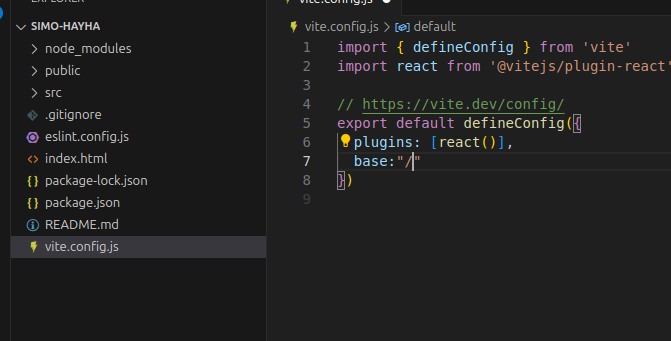 EXPLORER
SIMO-HAYHA
node_modules
public
src
.gitignore
eslint.config.js
index.html
package-lock.json
package.json
README.md
vite.config.js
vite.config.js
vite.config.js > default
1 import { defineConfig } from 'vite'
2 import react from '@vitejs/plugin-react'
3
4 // https://vite.dev/config/
5 export default defineConfig({
6 plugins: [react()],
7 base:"/"
8 })
9